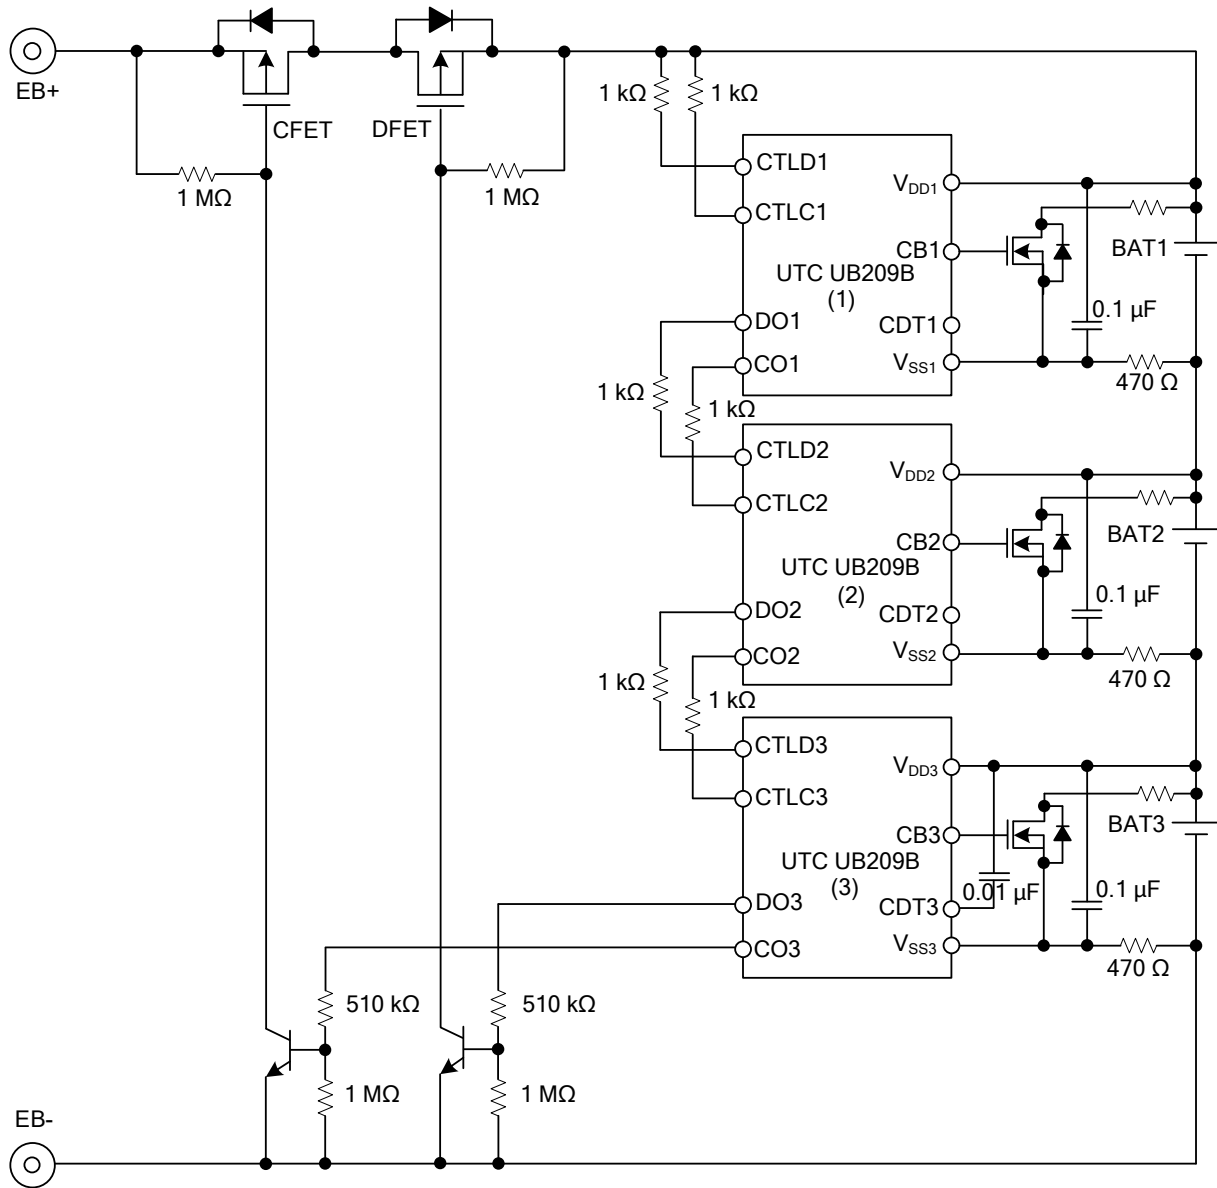 EB+
CFET
DFET
1 MΩ
1 MΩ
1 kΩ
1 kΩ
CTLD1
CTLC1
VDD1
CB1
UTC UB209B
(1)
BAT1
DO1
CDT1
0.1 µF
CO1
VSS1
470 Ω
1 kΩ
1 kΩ
CTLD2
CTLC2
VDD2
CB2
UTC UB209B
(2)
BAT2
DO2
CDT2
0.1 µF
CO2
VSS2
470 Ω
1 kΩ
1 kΩ
CTLD3
CTLC3
VDD3
CB3
UTC UB209B
(3)
BAT3
DO3
CDT3
0.01 µF
0.1 µF
CO3
VSS3
470 Ω
510 kΩ
510 kΩ
1 MΩ
1 MΩ
EB-